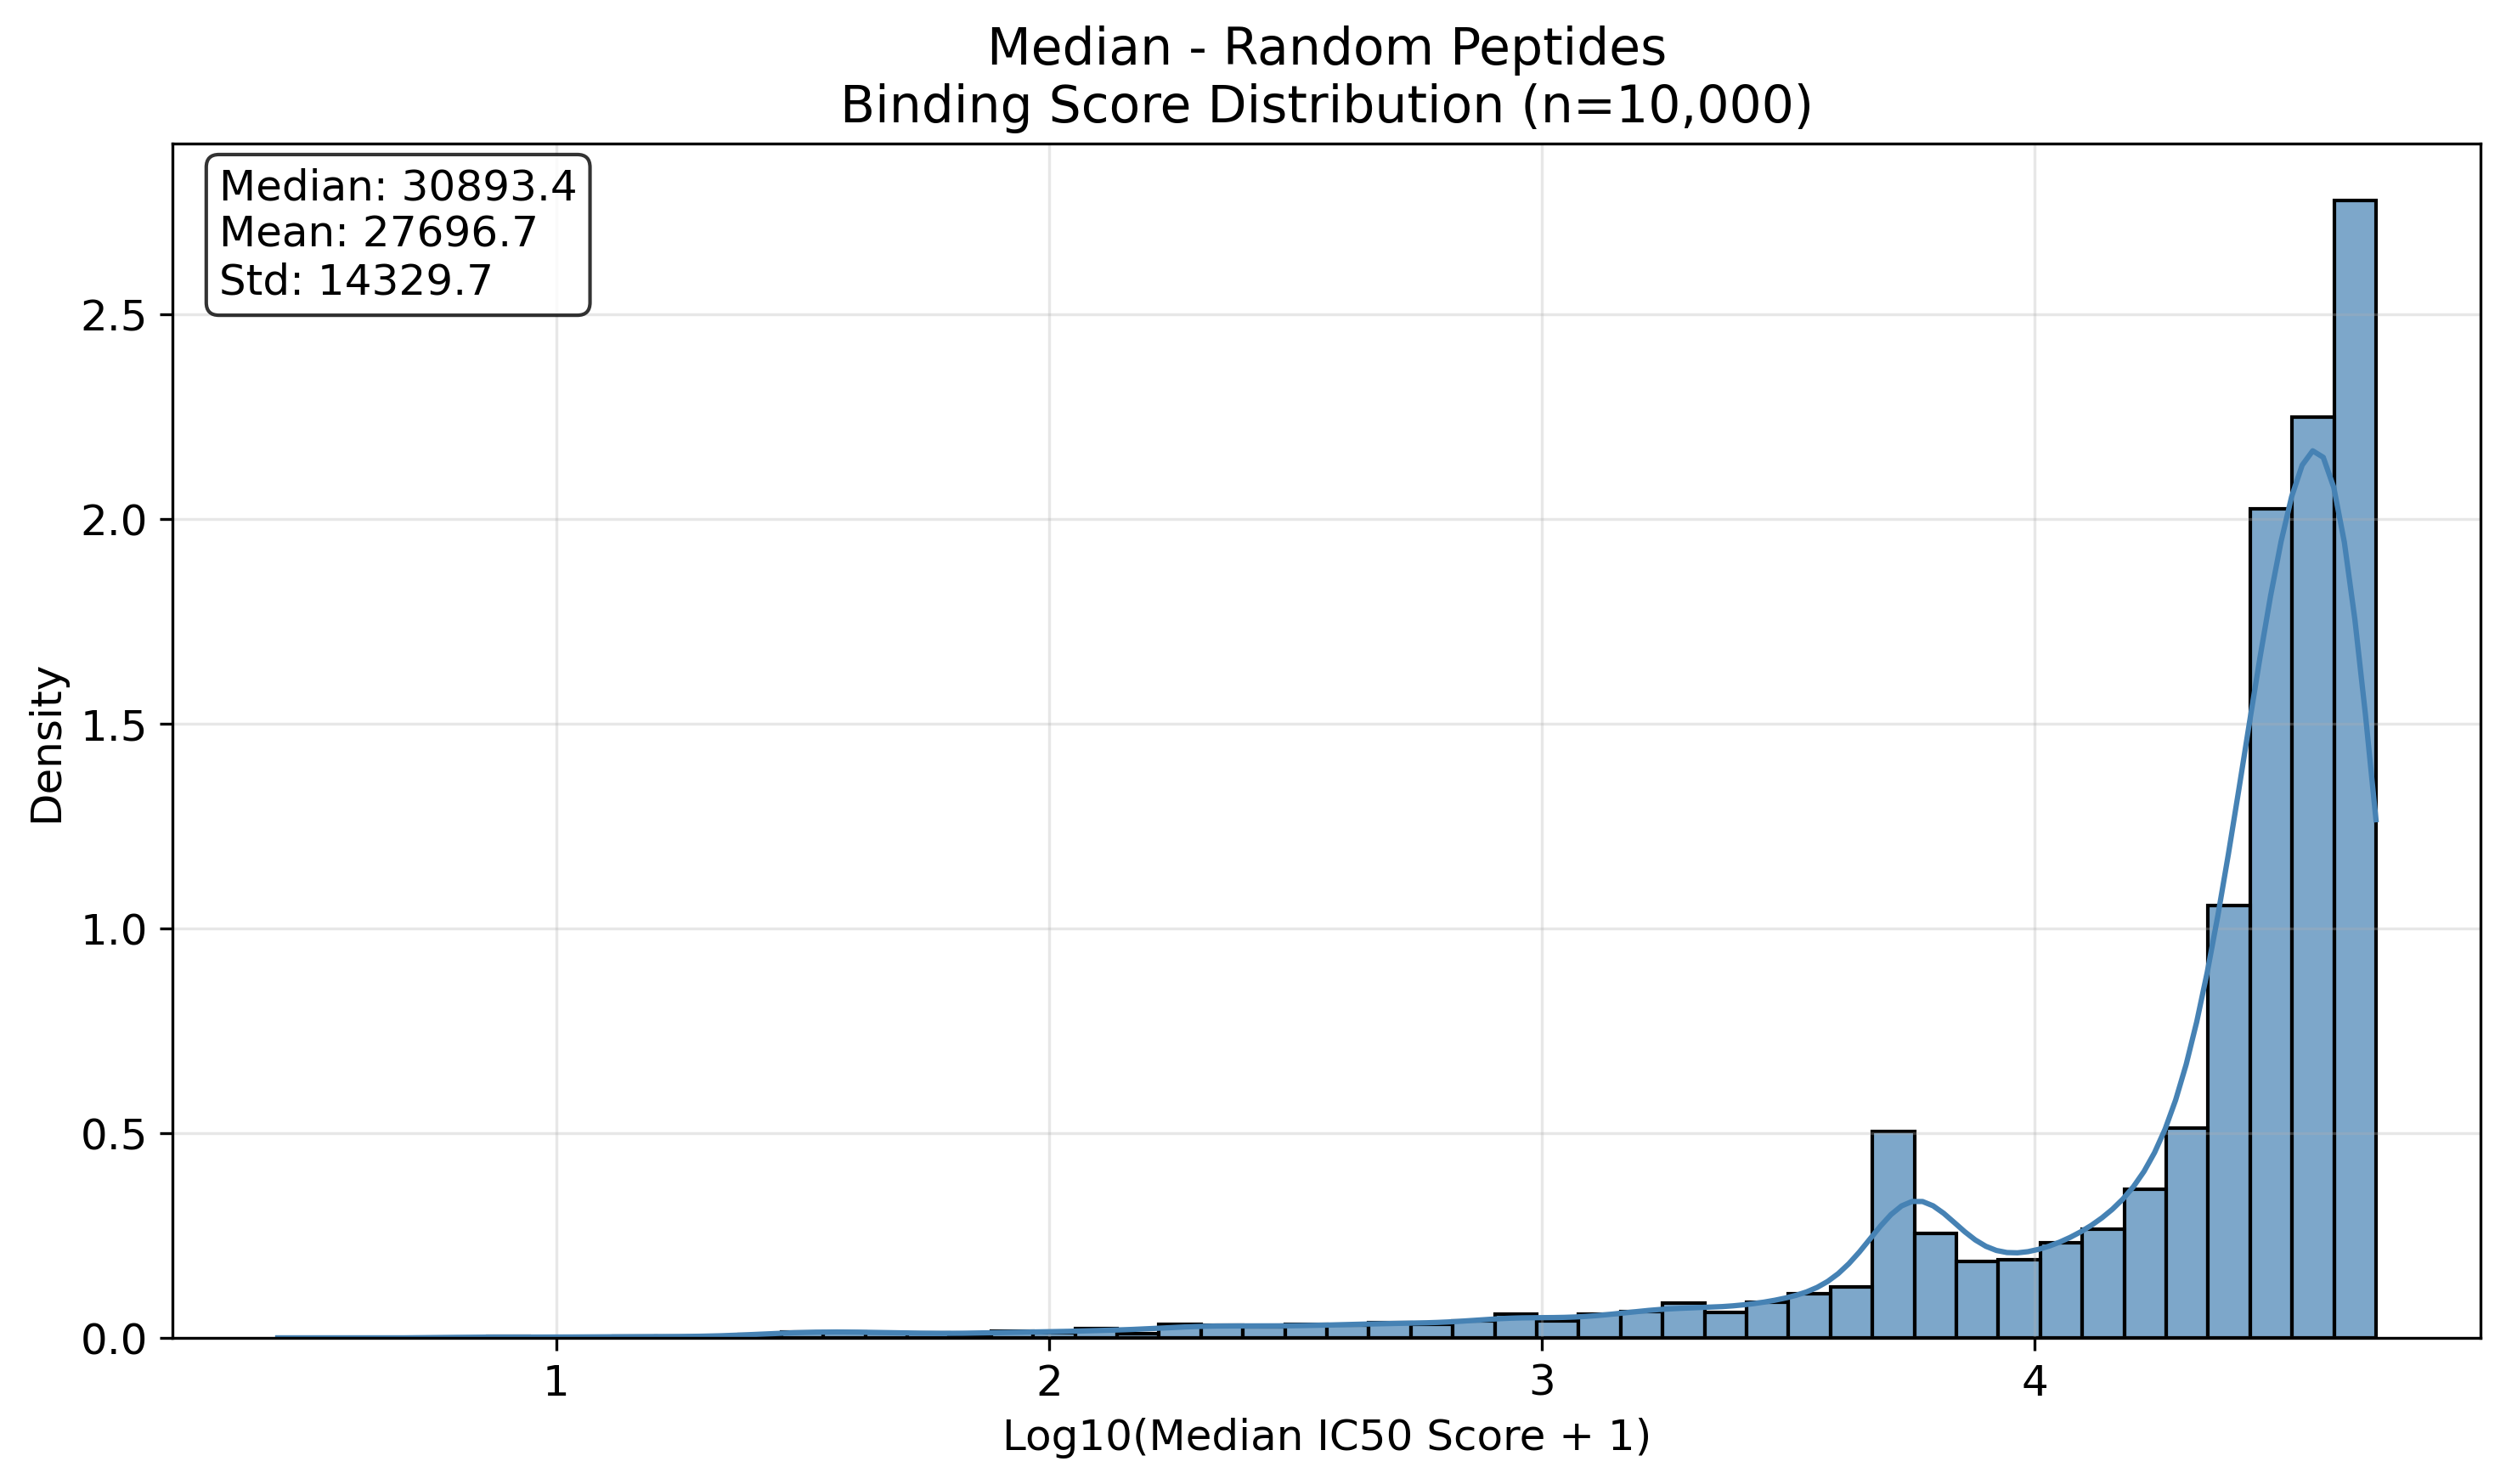 Median - Random Peptides
Binding Score Distribution (n=10,000)
Median: 30893.4
Mean: 27696.7
Std: 14329.7
Density
2.5
2.0
1.5
1.0
0.5
0.0
1 2 3 4
Log10(Median IC50 Score + 1)